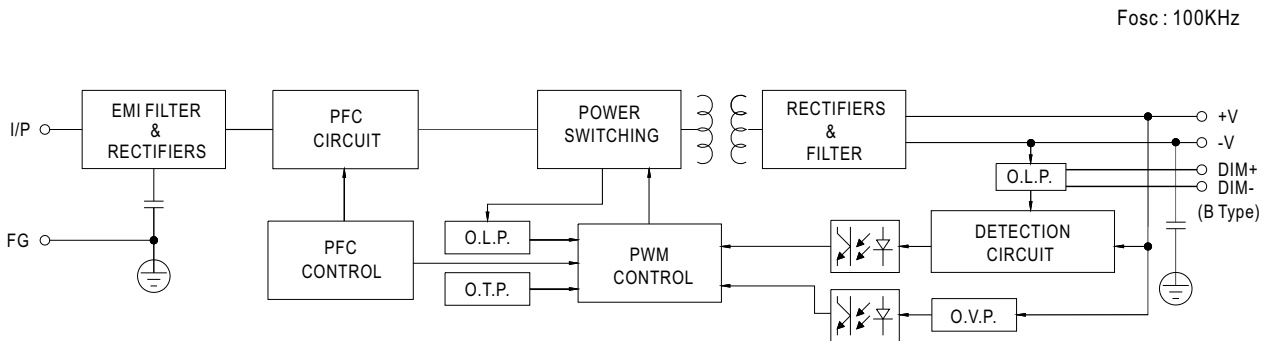 Fosc : 100KHz
I/P
EMI FILTER
&
RECTIFIERS
PFC
CIRCUIT
POWER
SWITCHING
RECTIFIERS
&
FILTER
+V
-V
DIM+
DIM-
(B Type)
O.L.P.
FG
PFC
CONTROL
O.L.P.
O.T.P.
PWM
CONTROL
DETECTION
CIRCUIT
O.V.P.